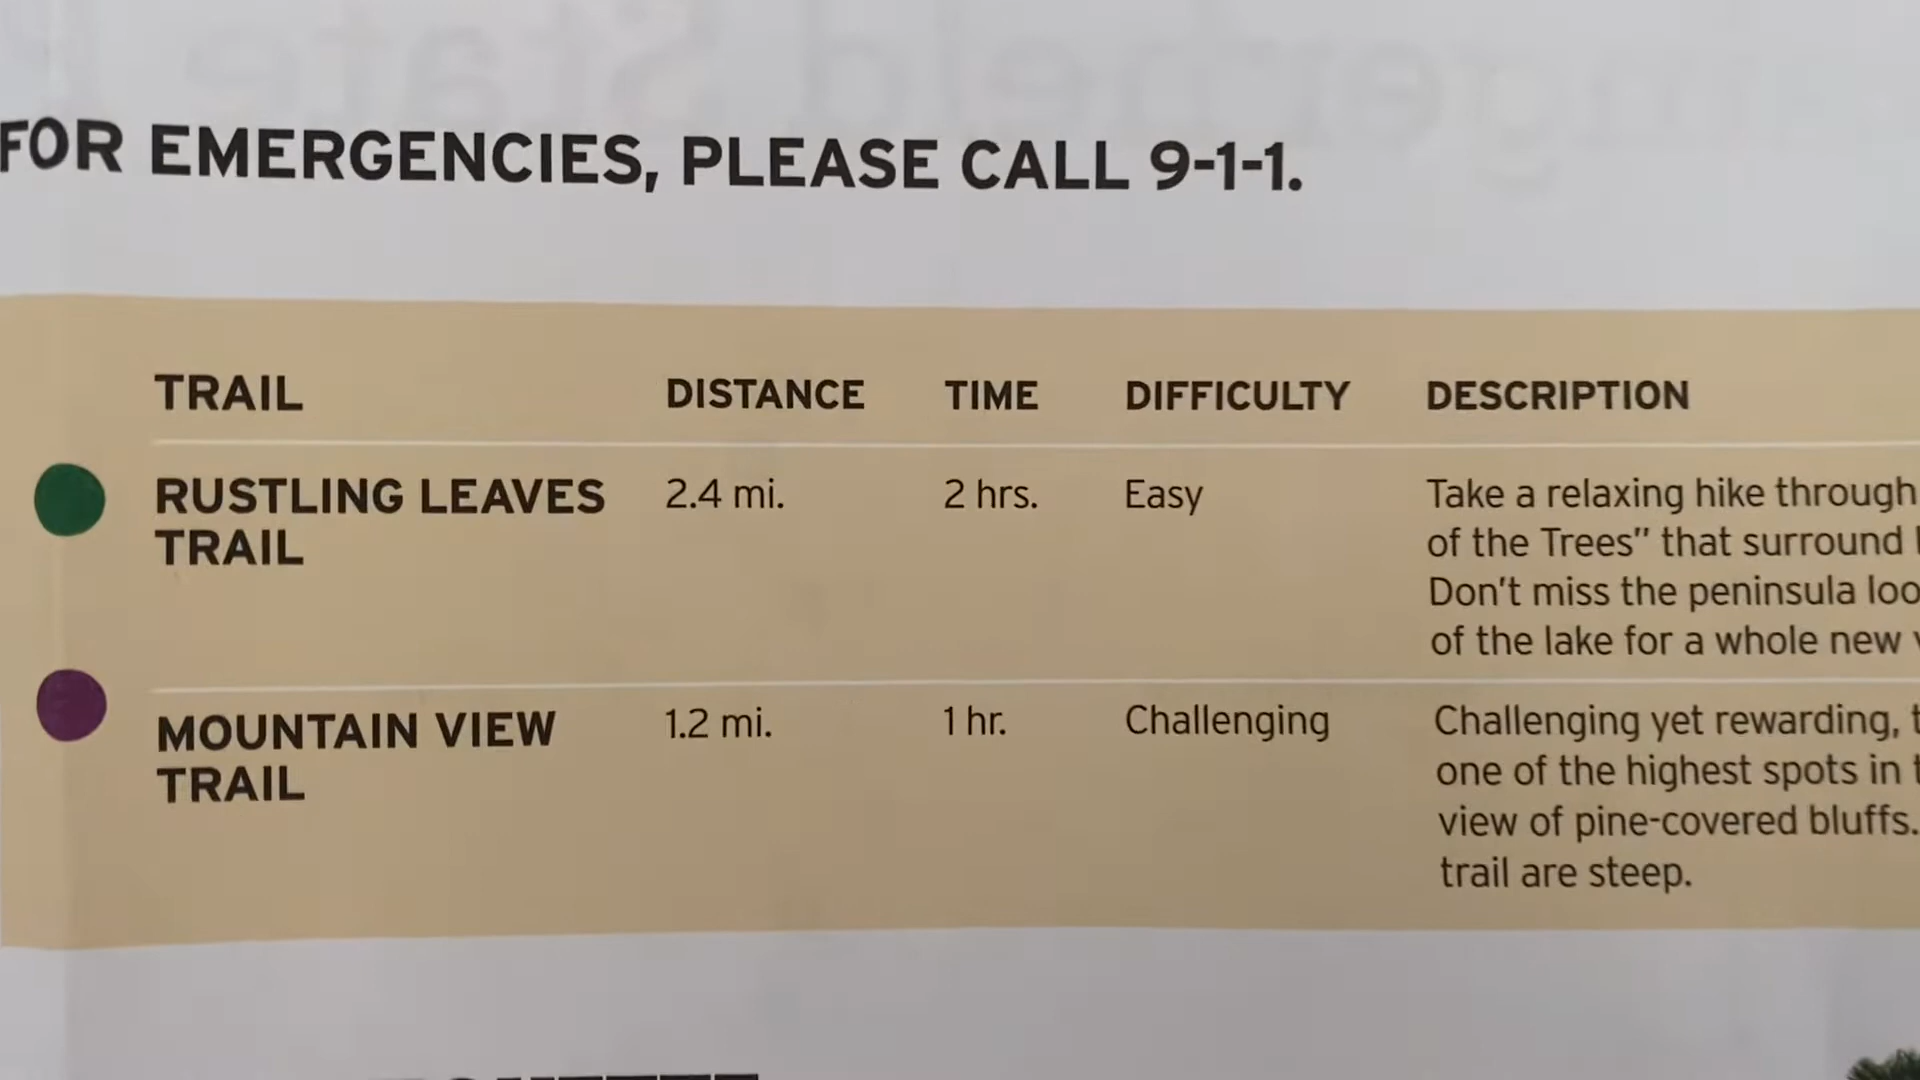 FOR EMERGENCIES, PLEASE CALL 9-1-1.
TRAIL DISTANCE TIME DIFFICULTY DESCRIPTION
RUSTLING LEAVES TRAIL 2.4 mi. 2 hrs. Easy
Take a relaxing hike through
of the Trees" that surround
Don't miss the peninsula
of the lake for a whole new
MOUNTAIN VIEW TRAIL 1.2 mi. 1 hr. Challenging
Challenging yet rewarding,
one of the highest spots in
view of pine-covered bluffs.
trail are steep.